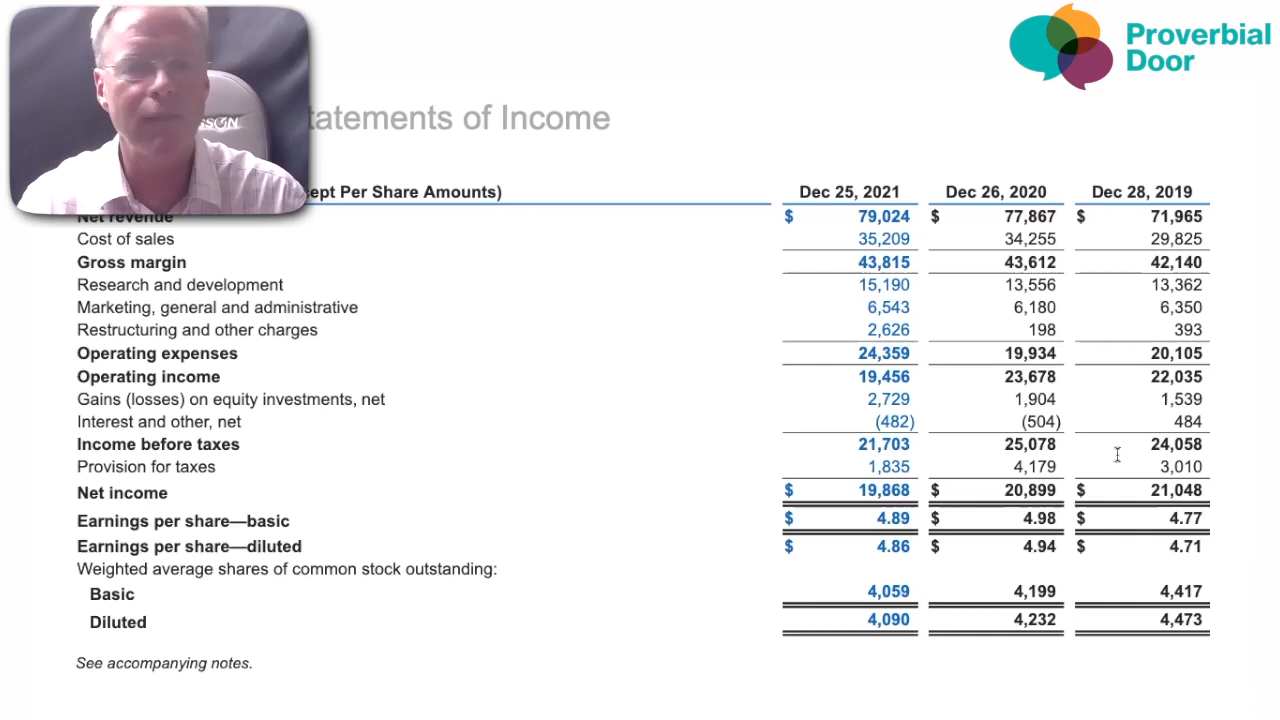 Proverbial
Door
SSON
tatements of Income
cept Per Share Amounts) Dec 25, 2021 Dec 26, 2020 Dec 28, 2019
Net revenue $ 79,024 $ 77,867 $ 71,965
Cost of sales 35,209 34,255 29,825
Gross margin 43,815 43,612 42,140
Research and development 15,190 13,556 13,362
Marketing, general and administrative 6,543 6,180 6,350
Restructuring and other charges 2,626 198 393
Operating expenses 24,359 19,934 20,105
Operating income 19,456 23,678 22,035
Gains (losses) on equity investments, net 2,729 1,904 1,539
Interest and other, net (482) (504) 484
Income before taxes 21,703 25,078 24,058
Provision for taxes 1,835 4,179 3,010
Net income $ 19,868 $ 20,899 $ 21,048
Earnings per share—basic $ 4.89 $ 4.98 $ 4.77
Earnings per share—diluted $ 4.86 $ 4.94 $ 4.71
Weighted average shares of common stock outstanding:
Basic 4,059 4,199 4,417
Diluted 4,090 4,232 4,473
See accompanying notes.